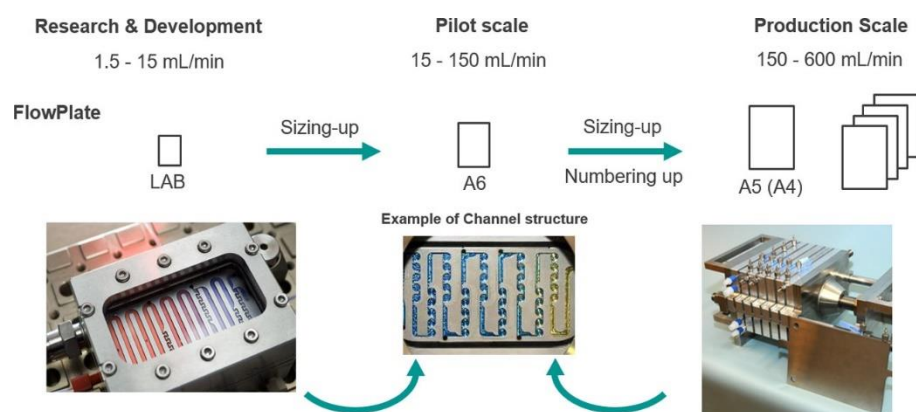 Research & Development
Pilot scale
Production Scale
1.5 - 15 mL/min
15 - 150 mL/min
150 - 600 mL/min
FlowPlate
Sizing-up
Sizing-up
LAB
A6
Numbering up
A5 (A4)
Example of Channel structure